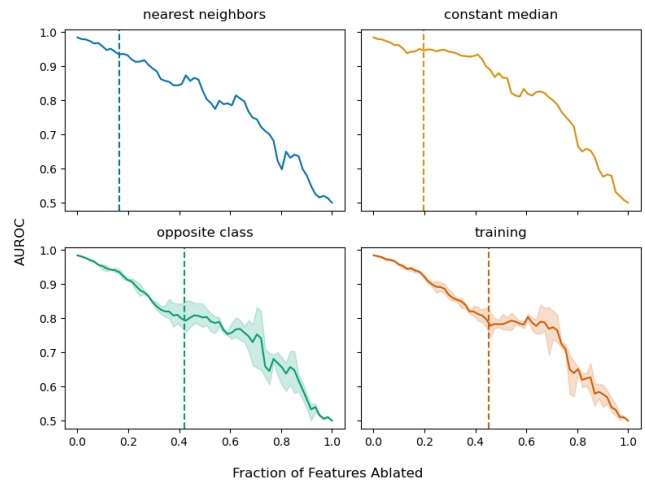 nearest neighbors
constant median
1.0
0.9
0.8
0.7
0.6
0.5
opposite class
training
1.0
0.9
0.8
0.7
0.6
0.5
AUROC
0.0 0.2 0.4 0.6 0.8 1.0
0.0 0.2 0.4 0.6 0.8 1.0
Fraction of Features Ablated